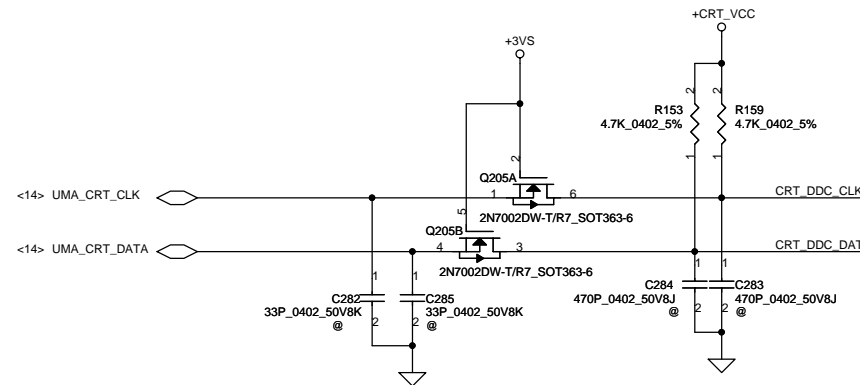 +CRT_VCC
+3VS
2
2
R153
4.7K_0402_5%
R159
4.7K_0402_5%
1
1
2
Q205A
<14> UMA_CRT_CLK
1
6
CRT_DDC_CLK
2N7002DW-T/R7_SOT363-6
5
Q205B
<14> UMA_CRT_DATA
4
3
CRT_DDC_DAT
2N7002DW-T/R7_SOT363-6
1
1
1
1
C282
33P_0402_50V8K
@
2
C285
33P_0402_50V8K
@
2
C284
470P_0402_50V8J
@
2
C283
470P_0402_50V8J
@
2